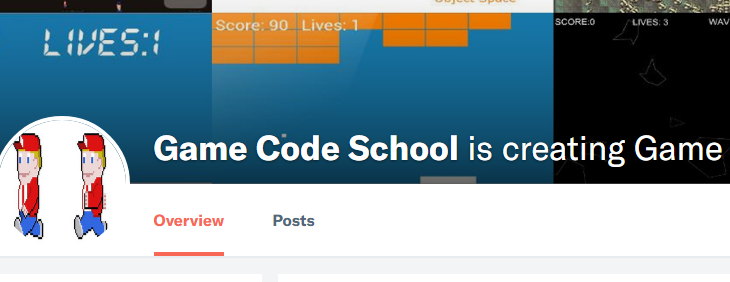 Object Space
LIVES:1
Score: 90 Lives: 1
SCORE:0 LIVES: 3 WAV
Game Code School is creating Game
Overview
Posts